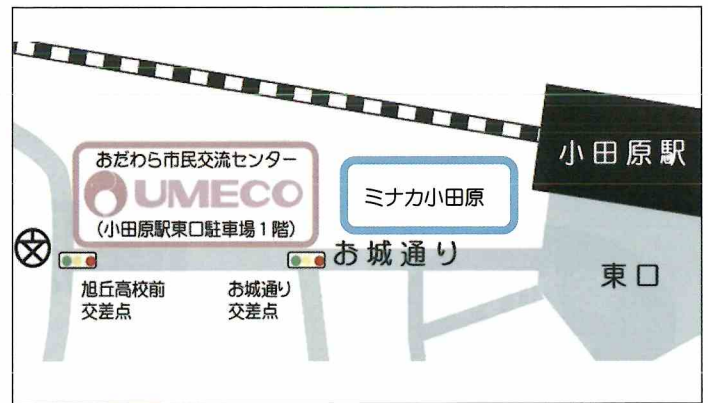 小田原駅
おだわら市民交流センター
UMECO
(小田原駅東口駐車場1階)
ミナカ小田原
お城通り
東口
文
旭丘高校前
交差点
お城通り
交差点